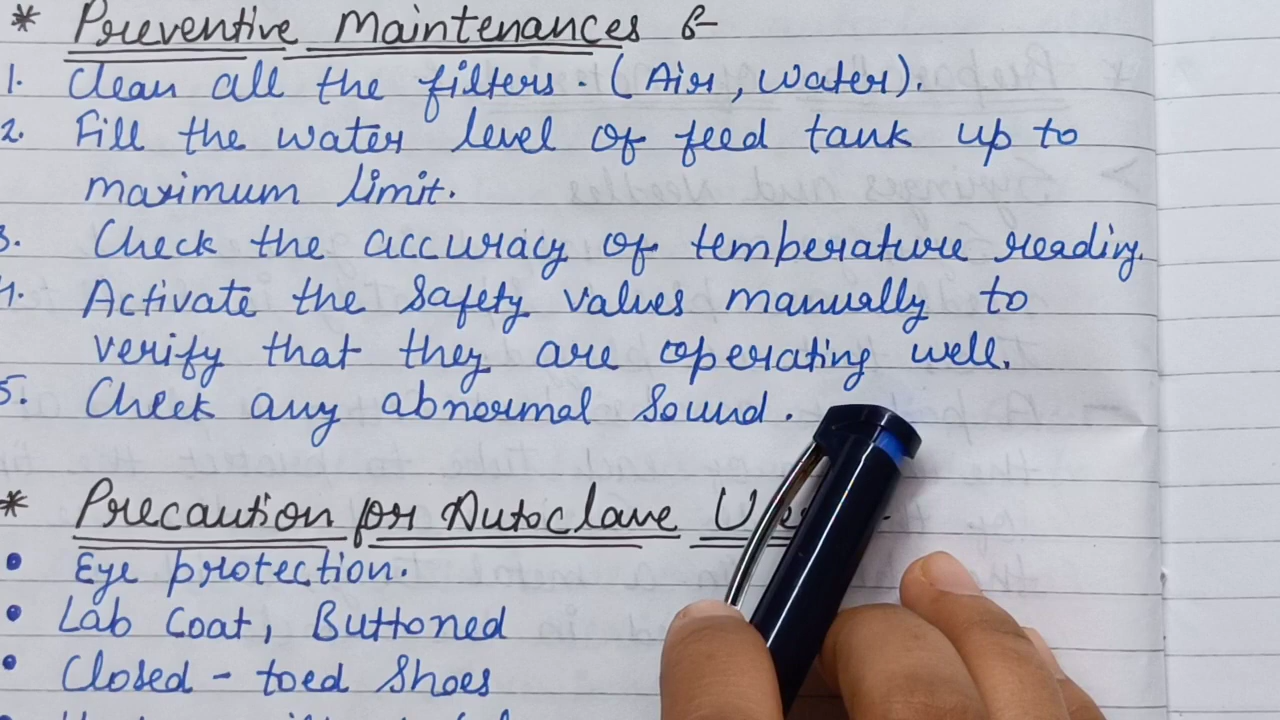 * Preventive Maintenances :-
1. Clean all the filters. (Air, Water).
2. Fill the water level of feed tank up to
maximum limit.
3. Check the accuracy of temperature reading.
4. Activate the Safety valves manually to
verify that they are operating well.
5. Check any abnormal Sound.
* Precaution for Autoclave
• Eye protection.
• Lab Coat, Buttoned
• Closed - toed Shoes